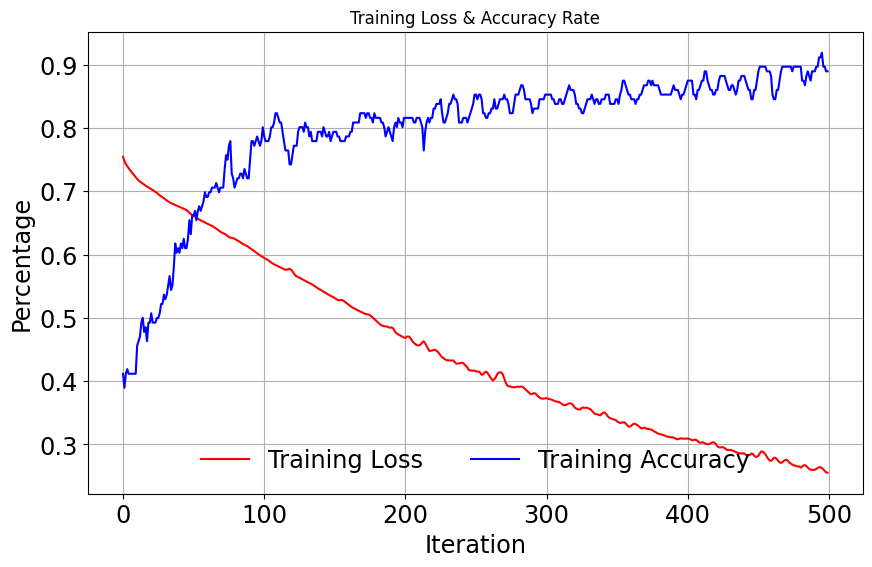 Training Loss & Accuracy Rate
0.9
0.8
0.7
0.6
0.5
0.4
0.3
Percentage
Training Loss
Training Accuracy
0 100 200 300 400 500
Iteration